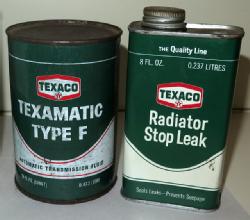 TEXACO
TEXAMATIC
TYPE F
AUTOMATIC TRANSMISSION FLUID
THE Quality Line
8 FL. OZ. 0.237 LITRES
TEXACO
Radiator
Stop Leak
Seals Leaks—Prevents Seepage